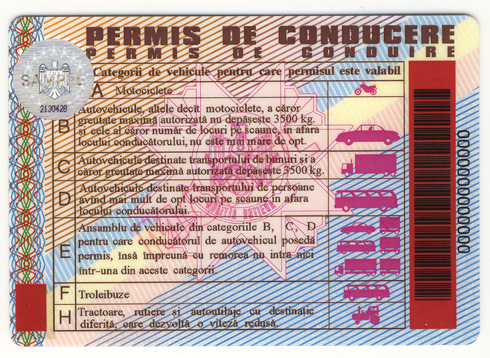 PERMIS DE CONDUCERE
PERMIS DE CONDUIRE
Categorii de vehicule pentru care permisul este valabil
SAMPLE
2130429
A Motociclete
B Autovehicule, altele decît motociclete, a căror
greutate maximă autorizată nu depăşeşte 3500 kg.
şi cele al căror număr de locuri pe scaune, în afara
locului conducătorului, nu este mai mare de opt.
C Autovehicule destinate transportului de bunuri şi a
căror greutate maximă autorizată depăşeşte 3500 kg.
D Autovehicule destinate transportului de persoane
avînd mai mult de opt locuri pe scaune în afara
locului conducătorului.
E Ansamblu de vehicule din categoriile B, C, D
pentru care conducătorul de autovehicul posedă
permis, însă împreună cu remorea nu intră nici
într-una din aceste categorii.
F Troleibuze
H Tractoare, rutiere şi autoutilaje cu destinaţie
diferită, care dezvoltă o viteză redusă.
0000000000000